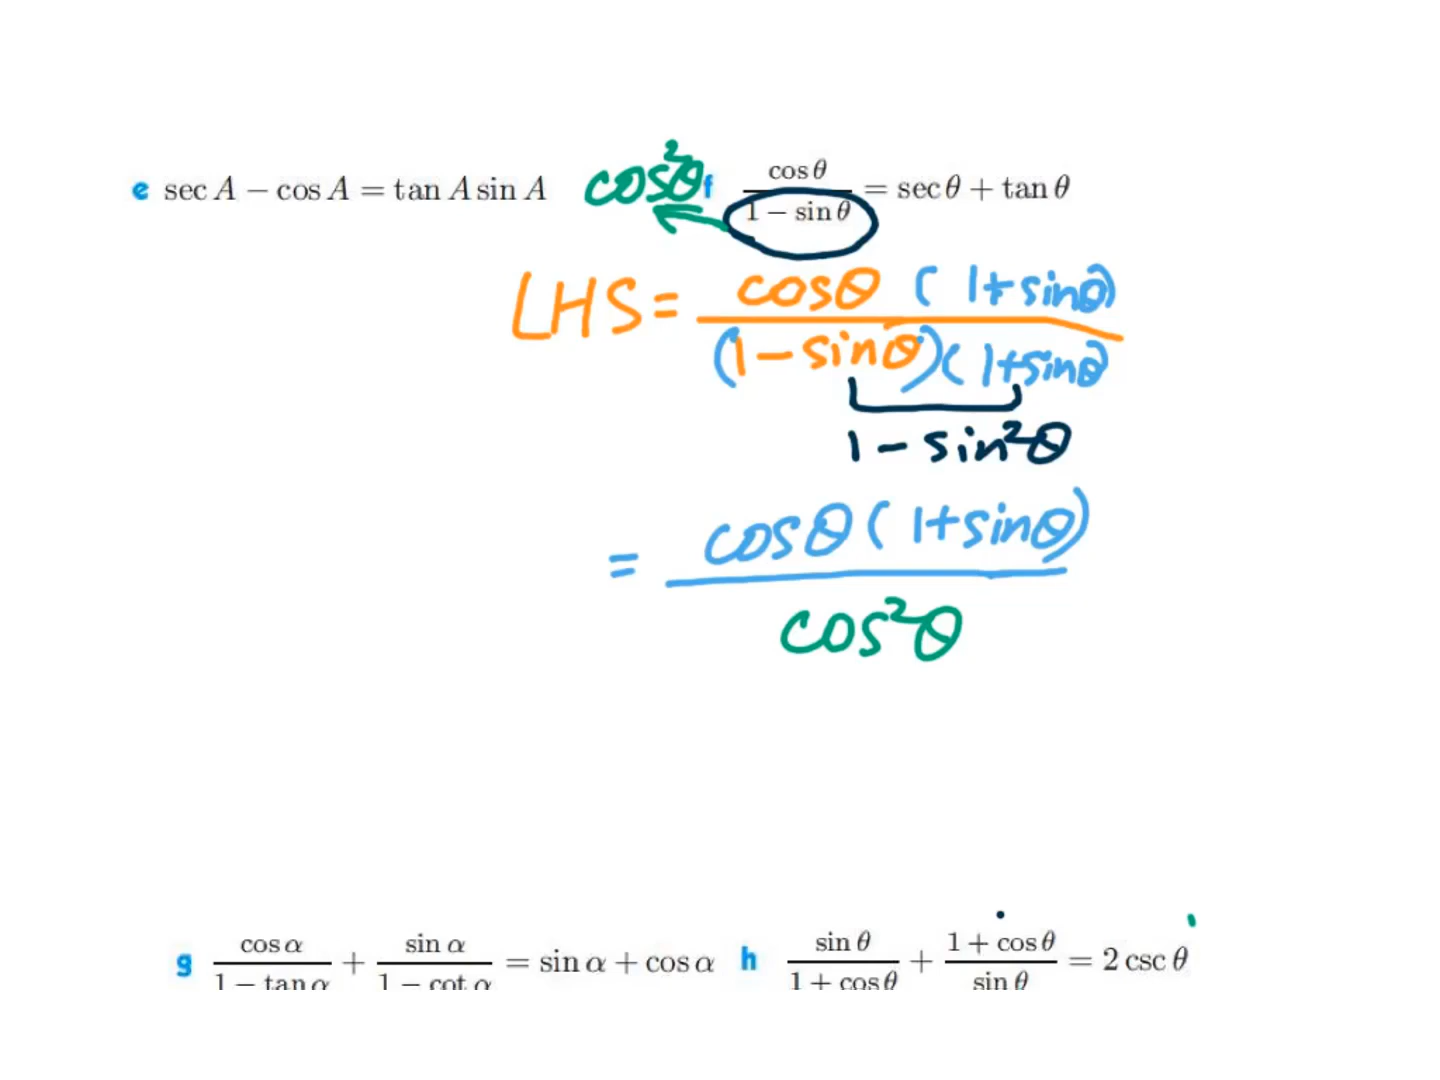 e sec A − cos A = tan A sin A
cos²θ
f cos θ / (1 − sin θ) = sec θ + tan θ
LHS = cosθ (1+sinθ) / (1−sinθ)(1+sinθ)
1−sin²θ
= cosθ(1+sinθ) / cos²θ
g cos α / (1 − tan α) + sin α / (1 − cot α) = sin α + cos α
h sin θ / (1 + cos θ) + (1 + cos θ) / sin θ = 2 csc θ